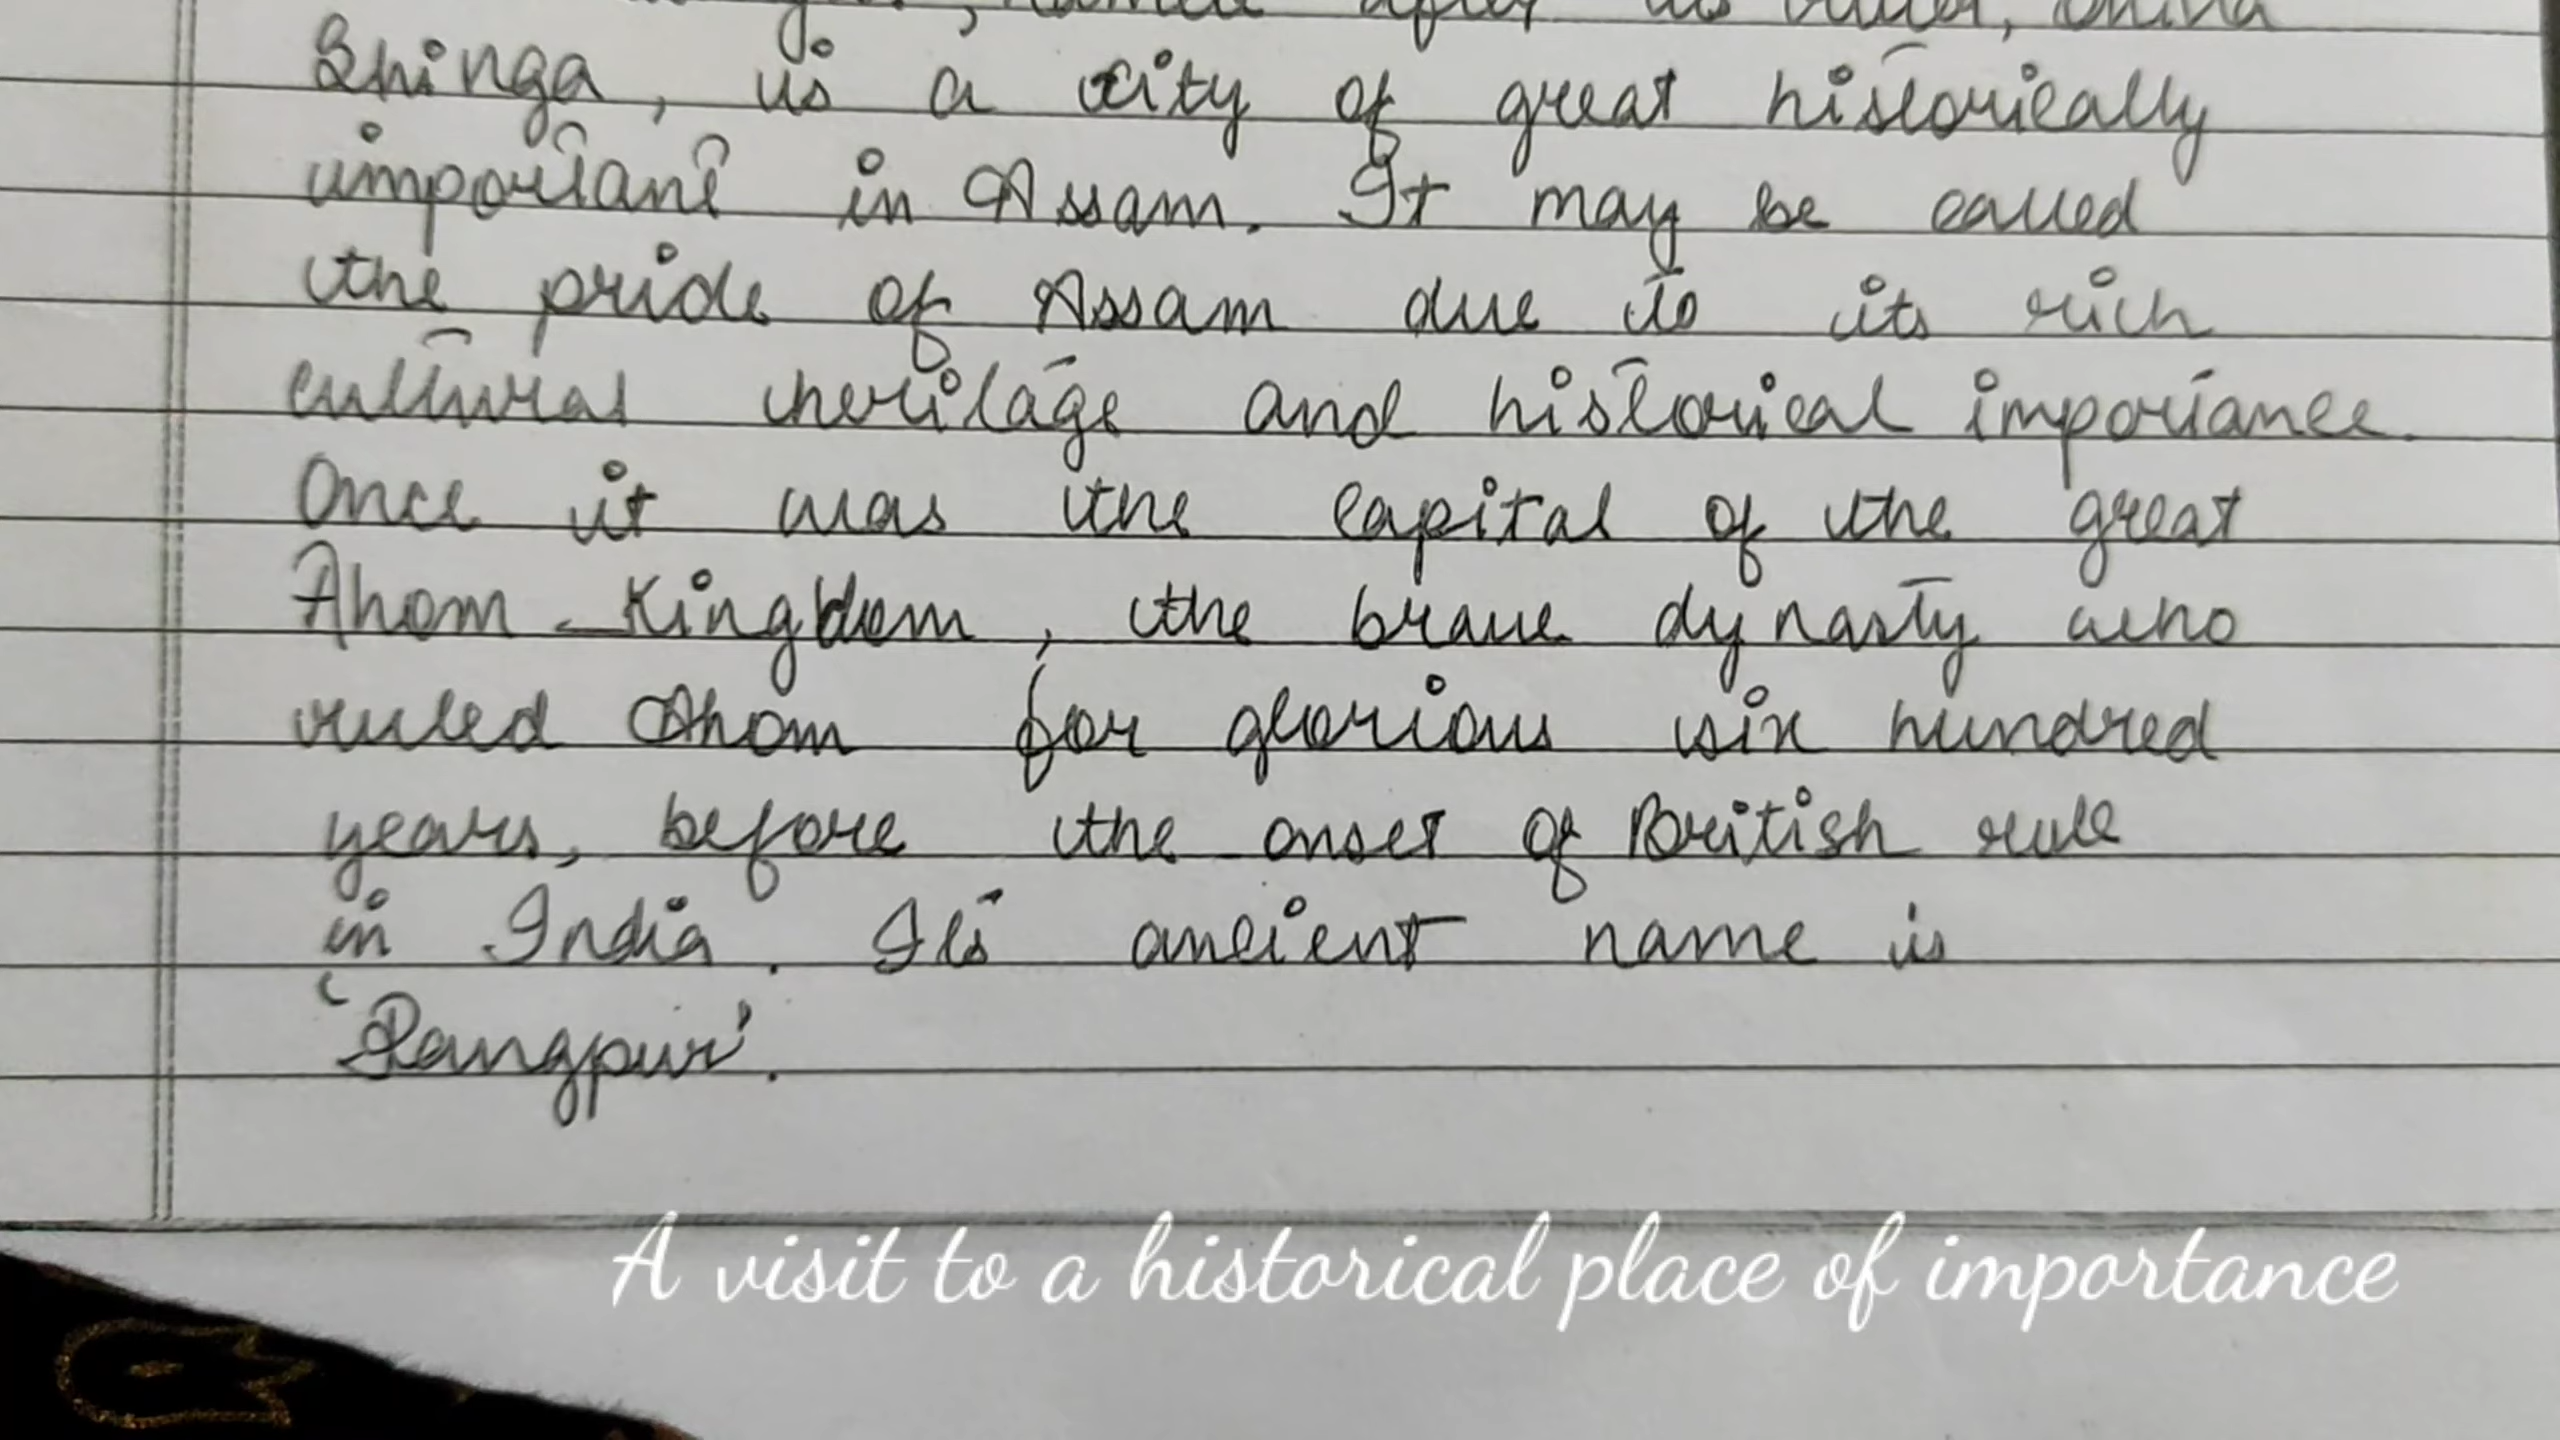 , named after its ruler,
Shinga, is a city of great historically
important in Assam. It may be called
the pride of Assam due to its rich
cultural heritage and historical importance.
Once it was the capital of the great
Ahom - Kingdom, the brave dynasty who
ruled Ahom for glorious six hundred
years, before the onset of British rule
in India. Its ancient name is
'Rangpur'.
A visit to a historical place of importance